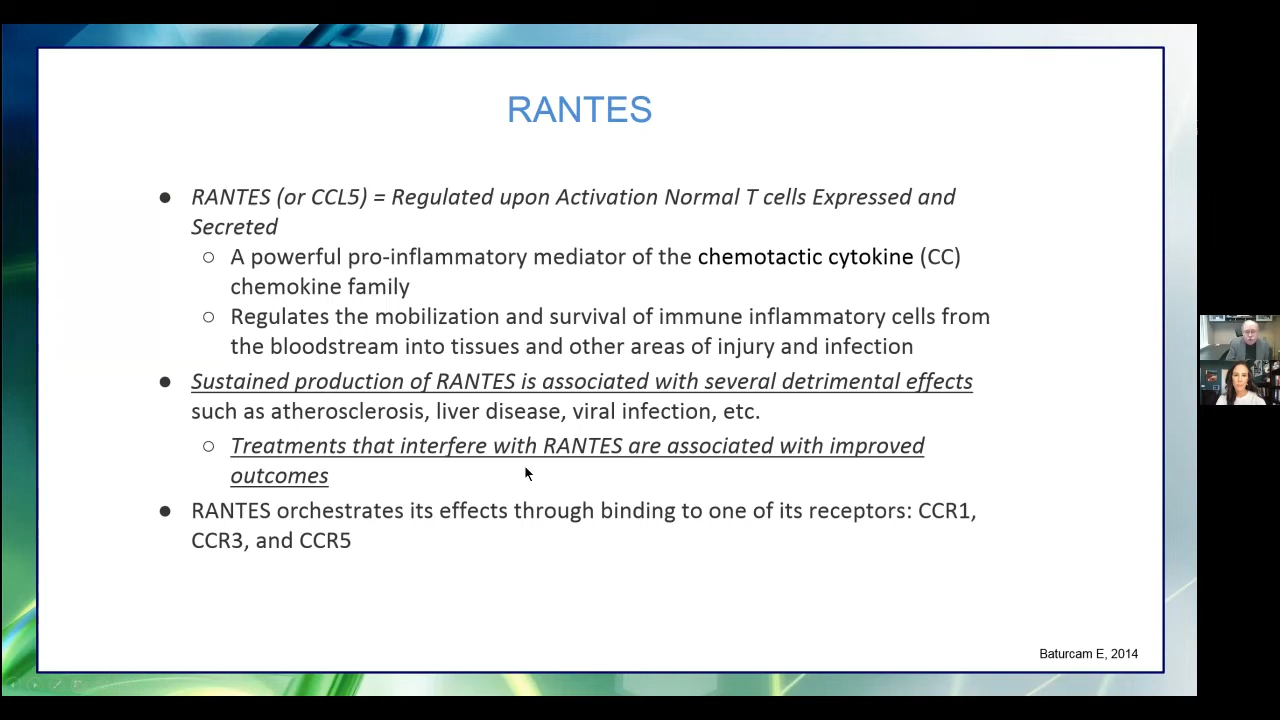 RANTES
● RANTES (or CCL5) = Regulated upon Activation Normal T cells Expressed and
Secreted
○ A powerful pro-inflammatory mediator of the chemotactic cytokine (CC)
chemokine family
○ Regulates the mobilization and survival of immune inflammatory cells from
the bloodstream into tissues and other areas of injury and infection
● Sustained production of RANTES is associated with several detrimental effects
such as atherosclerosis, liver disease, viral infection, etc.
○ Treatments that interfere with RANTES are associated with improved
outcomes
● RANTES orchestrates its effects through binding to one of its receptors: CCR1,
CCR3, and CCR5
Baturcam E, 2014